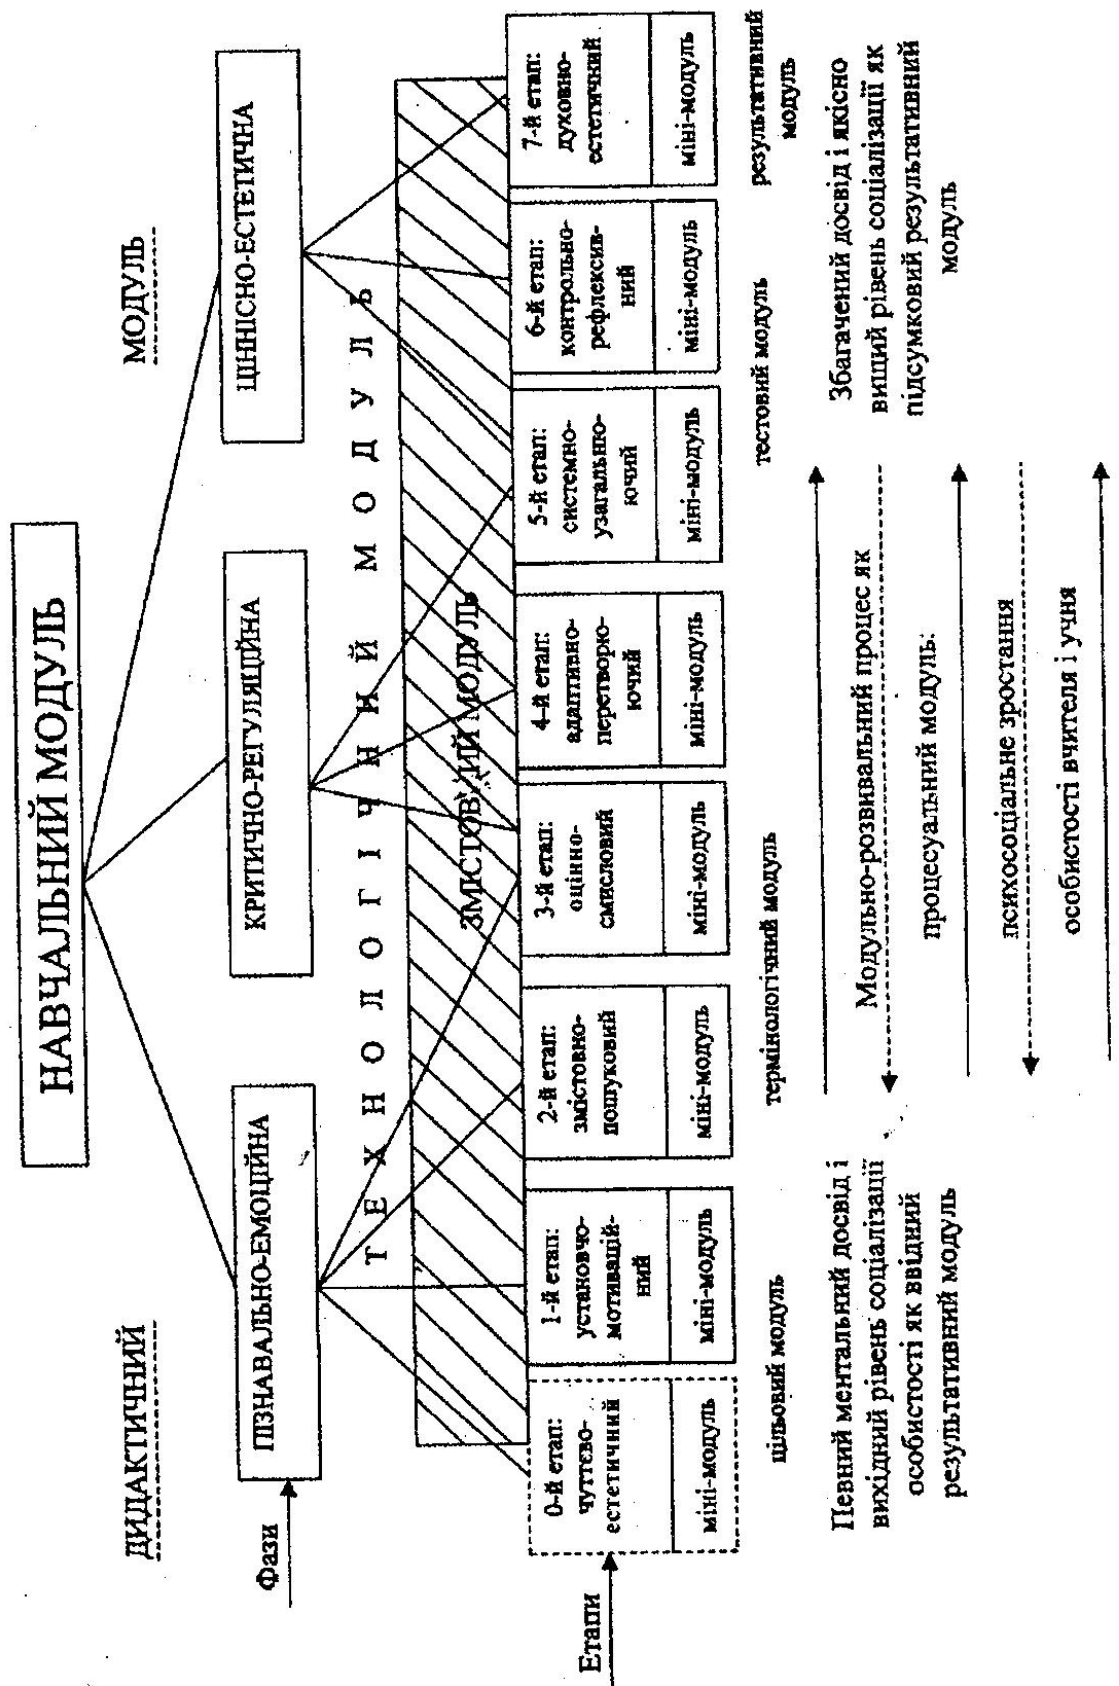 НАВЧАЛЬНИЙ МОДУЛЬ
ДИДАКТИЧНИЙ
МОДУЛЬ
Фази
ПІЗНАВАЛЬНО-ЕМОЦІЙНА
КРИТИЧНО-РЕГУЛЯЦІЙНА
ЦІННІСНО-ЕСТЕТИЧНА
Т Е Х Н О Л О Г І Ч Н И Й М О Д У Л Ь
ЗМІСТОВИЙ МОДУЛЬ
Етапи
0-й етап:
чуттєво-
естетичний
міні-модуль
1-й етап:
установчо-
мотивацій-
ний
міні-модуль
2-й етап:
змістовно-
пошуковий
міні-модуль
3-й етап:
оцінно-
смисловий
міні-модуль
4-й етап:
адаптивно-
перетворю-
ючий
міні-модуль
5-й етап:
системно-
узагальню-
ючий
міні-модуль
6-й етап:
контрольно-
рефлексив-
ний
міні-модуль
7-й етап:
духовно-
естетичний
міні-модуль
цільовий модуль
термінологічний модуль
тестовий модуль
результативний
модуль
Певний ментальний досвід і
вихідний рівень соціалізації
особистості як ввідний
результативний модуль
Модульно-розвивальний процес як
процесуальний модуль:
психосоціальне зростання
особистості вчителя і учня
Збагачений досвід і якісно
вищий рівень соціалізації як
підсумковий результативний
модуль